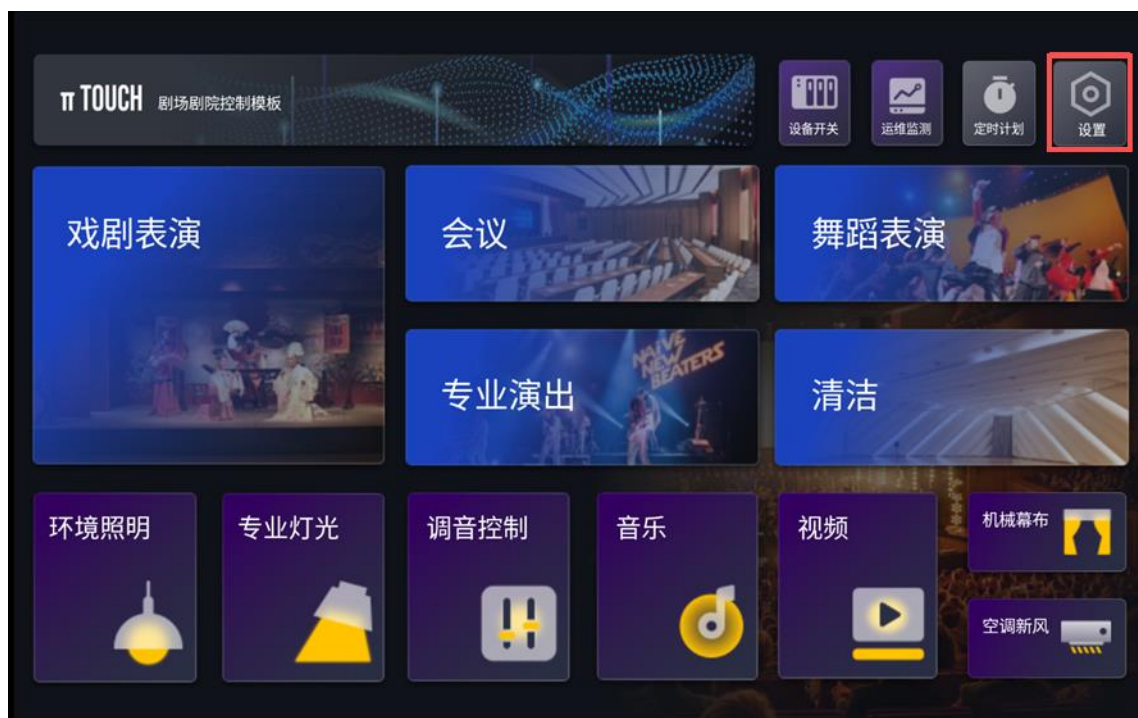 π TOUCH 剧场剧院控制模板
设备开关
运维监测
定时计划
设置
戏剧表演
会议
舞蹈表演
NAIVE
NEW
BEATERS
专业演出
清洁
环境照明
专业灯光
调音控制
音乐
视频
机械幕布
空调新风